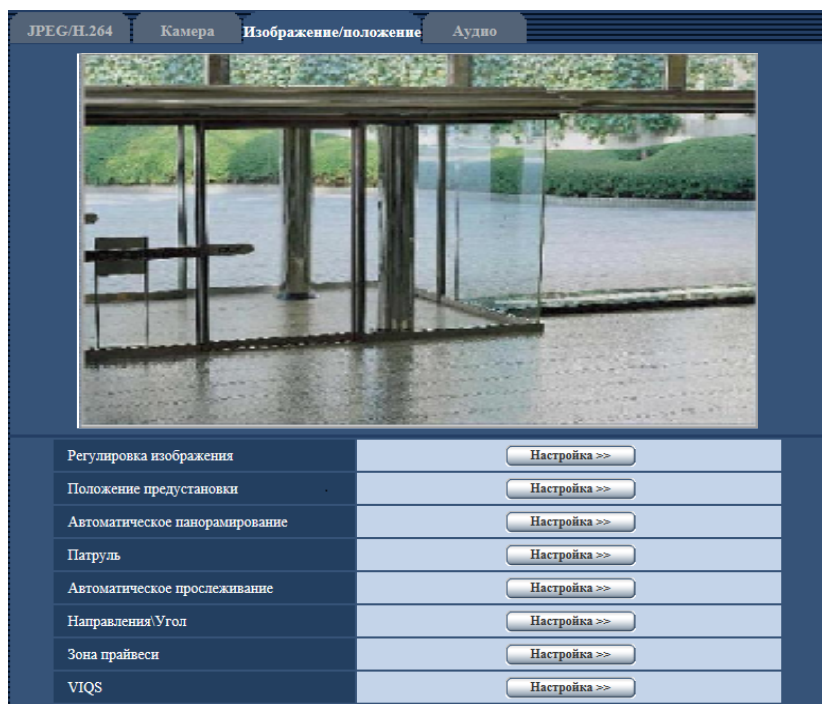 JPEG/H.264 Камера Изображение/положение Аудио
Регулировка изображения Настройка >>
Положение предустановки Настройка >>
Автоматическое панорамирование Настройка >>
Патруль Настройка >>
Автоматическое прослеживание Настройка >>
Направления\Угол Настройка >>
Зона прайвеси Настройка >>
VIQS Настройка >>